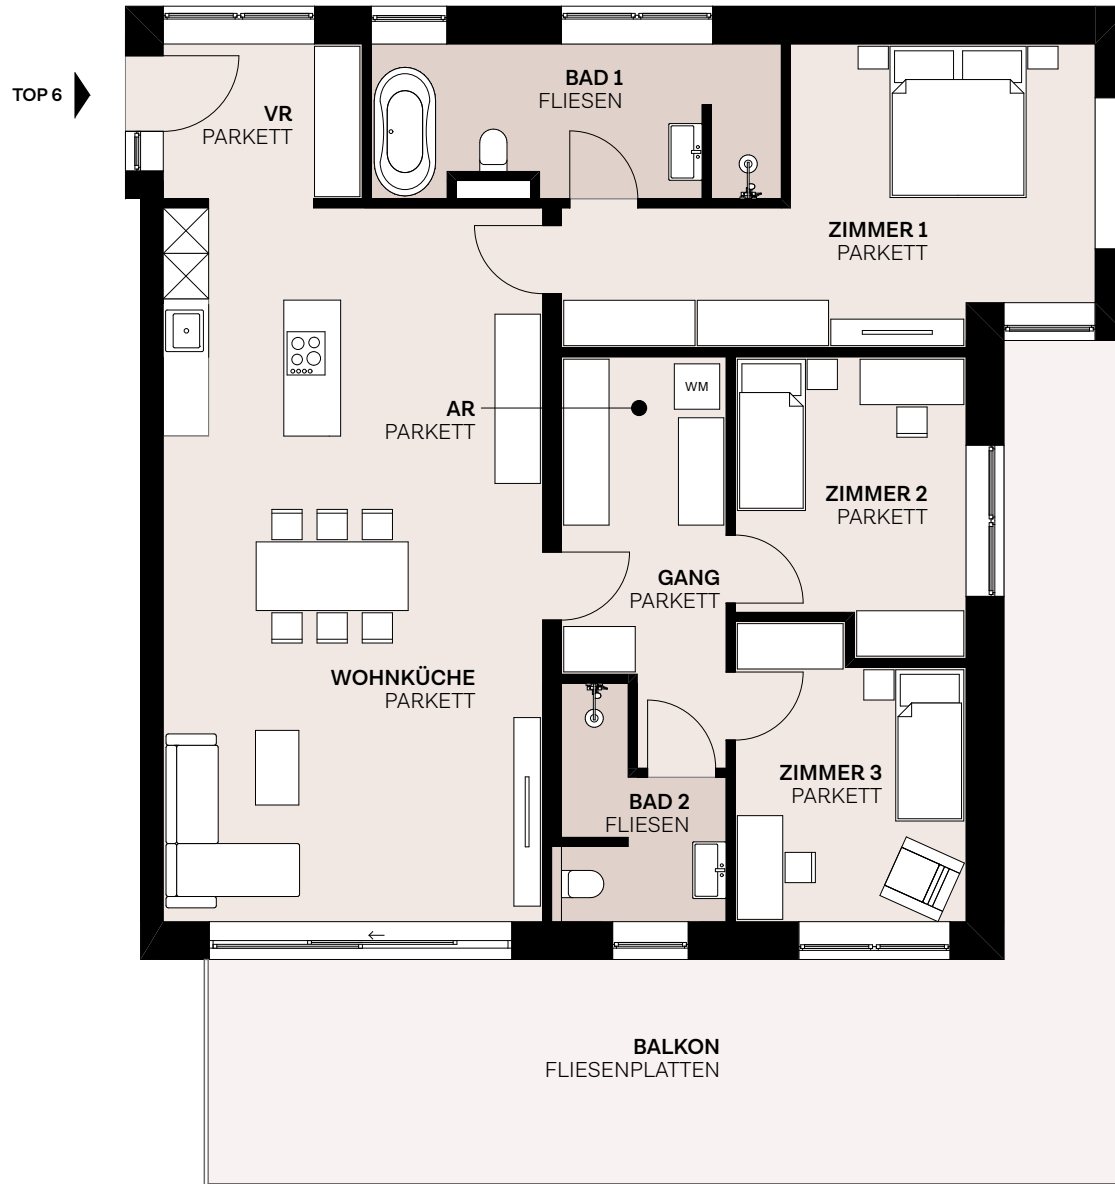 TOP 6
VR
PARKETT
BAD 1
FLIESEN
ZIMMER 1
PARKETT
AR
PARKETT
WM
ZIMMER 2
PARKETT
GANG
PARKETT
WOHNKÜCHE
PARKETT
ZIMMER 3
PARKETT
BAD 2
FLIESEN
BALKON
FLIESENPLATTEN